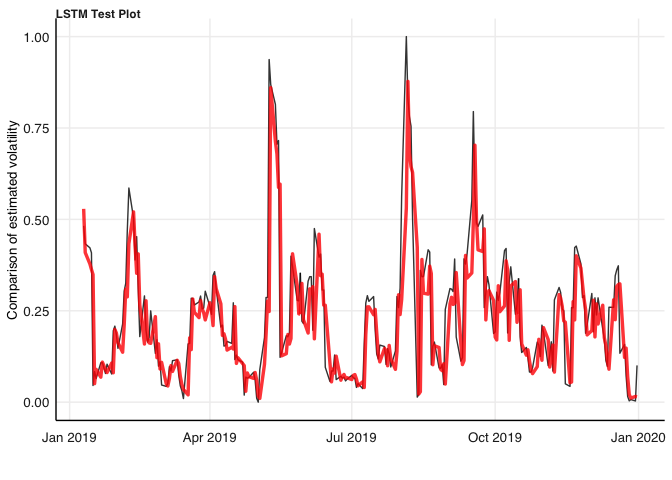 LSTM Test Plot
Comparison of estimated volatility
1.00
0.75
0.50
0.25
0.00
Jan 2019
Apr 2019
Jul 2019
Oct 2019
Jan 2020